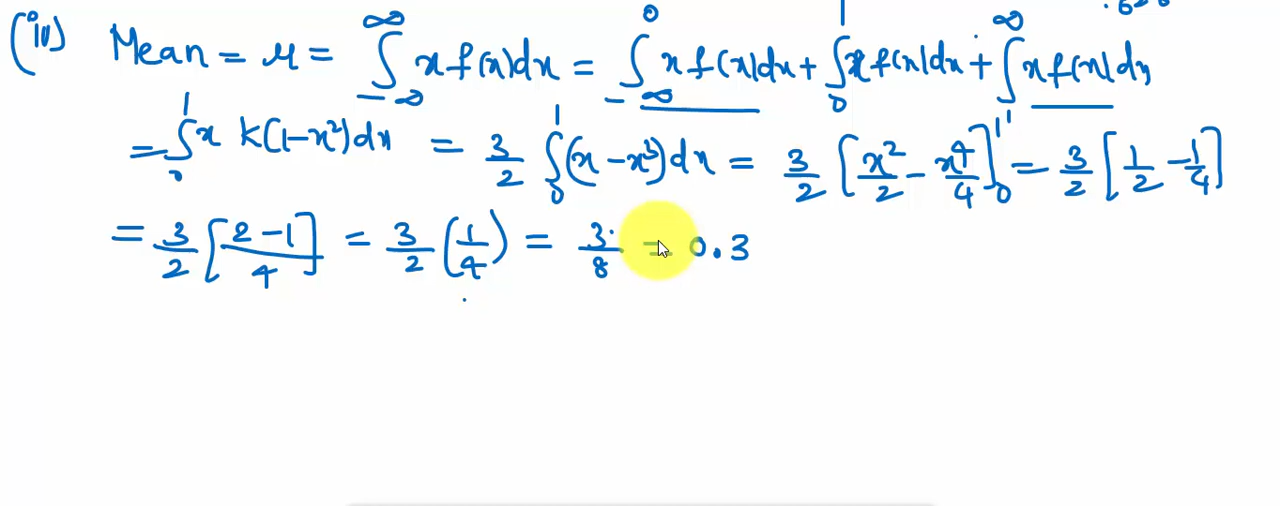 (iv) Mean = μ = ∫_{-∞}^{∞} x f(x)dx = ∫_{-∞}^{0} x f(x)dx + ∫_{0}^{1} x f(x)dx + ∫_{1}^{∞} x f(x)dx
= ∫_{0}^{1} x k(1-x²)dx = 3/2 ∫_{0}^{1} (x-x³)dx = 3/2 [x²/2 - x⁴/4]_{0}^{1} = 3/2 [1/2 - 1/4]
= 3/2 [2-1/4] = 3/2 (1/4) = 3/8 = 0.3